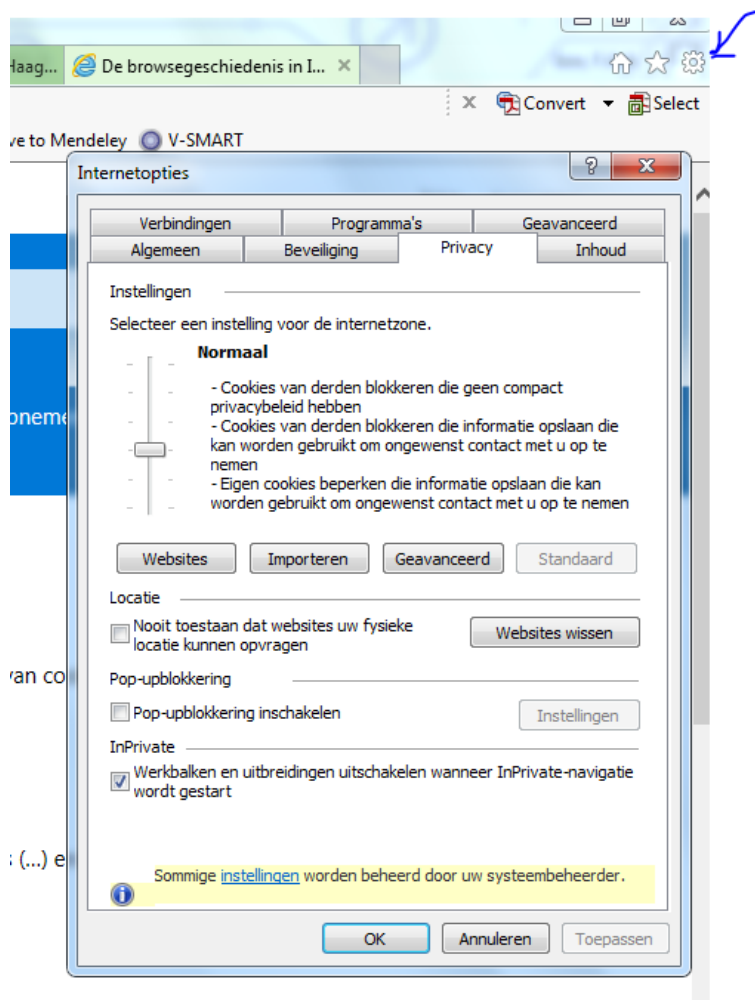 Haag...
De browsegeschiedenis in I... ×
x Convert Select
ve to Mendeley V-SMART
Internetopties
Verbindingen Programma's Geavanceerd
Algemeen Beveiliging Privacy Inhoud
Instellingen
Selecteer een instelling voor de internetzone.
Normaal
- Cookies van derden blokkeren die geen compact
privacybeleid hebben
- Cookies van derden blokkeren die informatie opslaan die
kan worden gebruikt om ongewenst contact met u op te
nemen
- Eigen cookies beperken die informatie opslaan die kan
worden gebruikt om ongewenst contact met u op te nemen
Websites Importeren Geavanceerd Standaard
Locatie
Nooit toestaan dat websites uw fysieke
locatie kunnen opvragen
Websites wissen
van co
Pop-upblokkering
Pop-upblokkering inschakelen Instellingen
InPrivate
Werkbalken en uitbreidingen uitschakelen wanneer InPrivate-navigatie
wordt gestart
s (...) e
Sommige instellingen worden beheerd door uw systeembeheerder.
OK Annuleren Toepassen